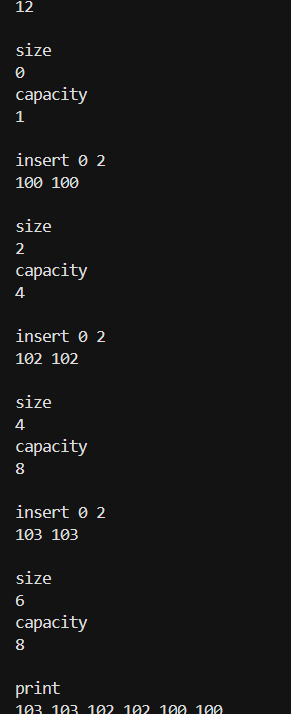 12
size
0
capacity
1
insert 0 2
100 100
size
2
capacity
4
insert 0 2
102 102
size
4
capacity
8
insert 0 2
103 103
size
6
capacity
8
print
103 103 102 102 100 100